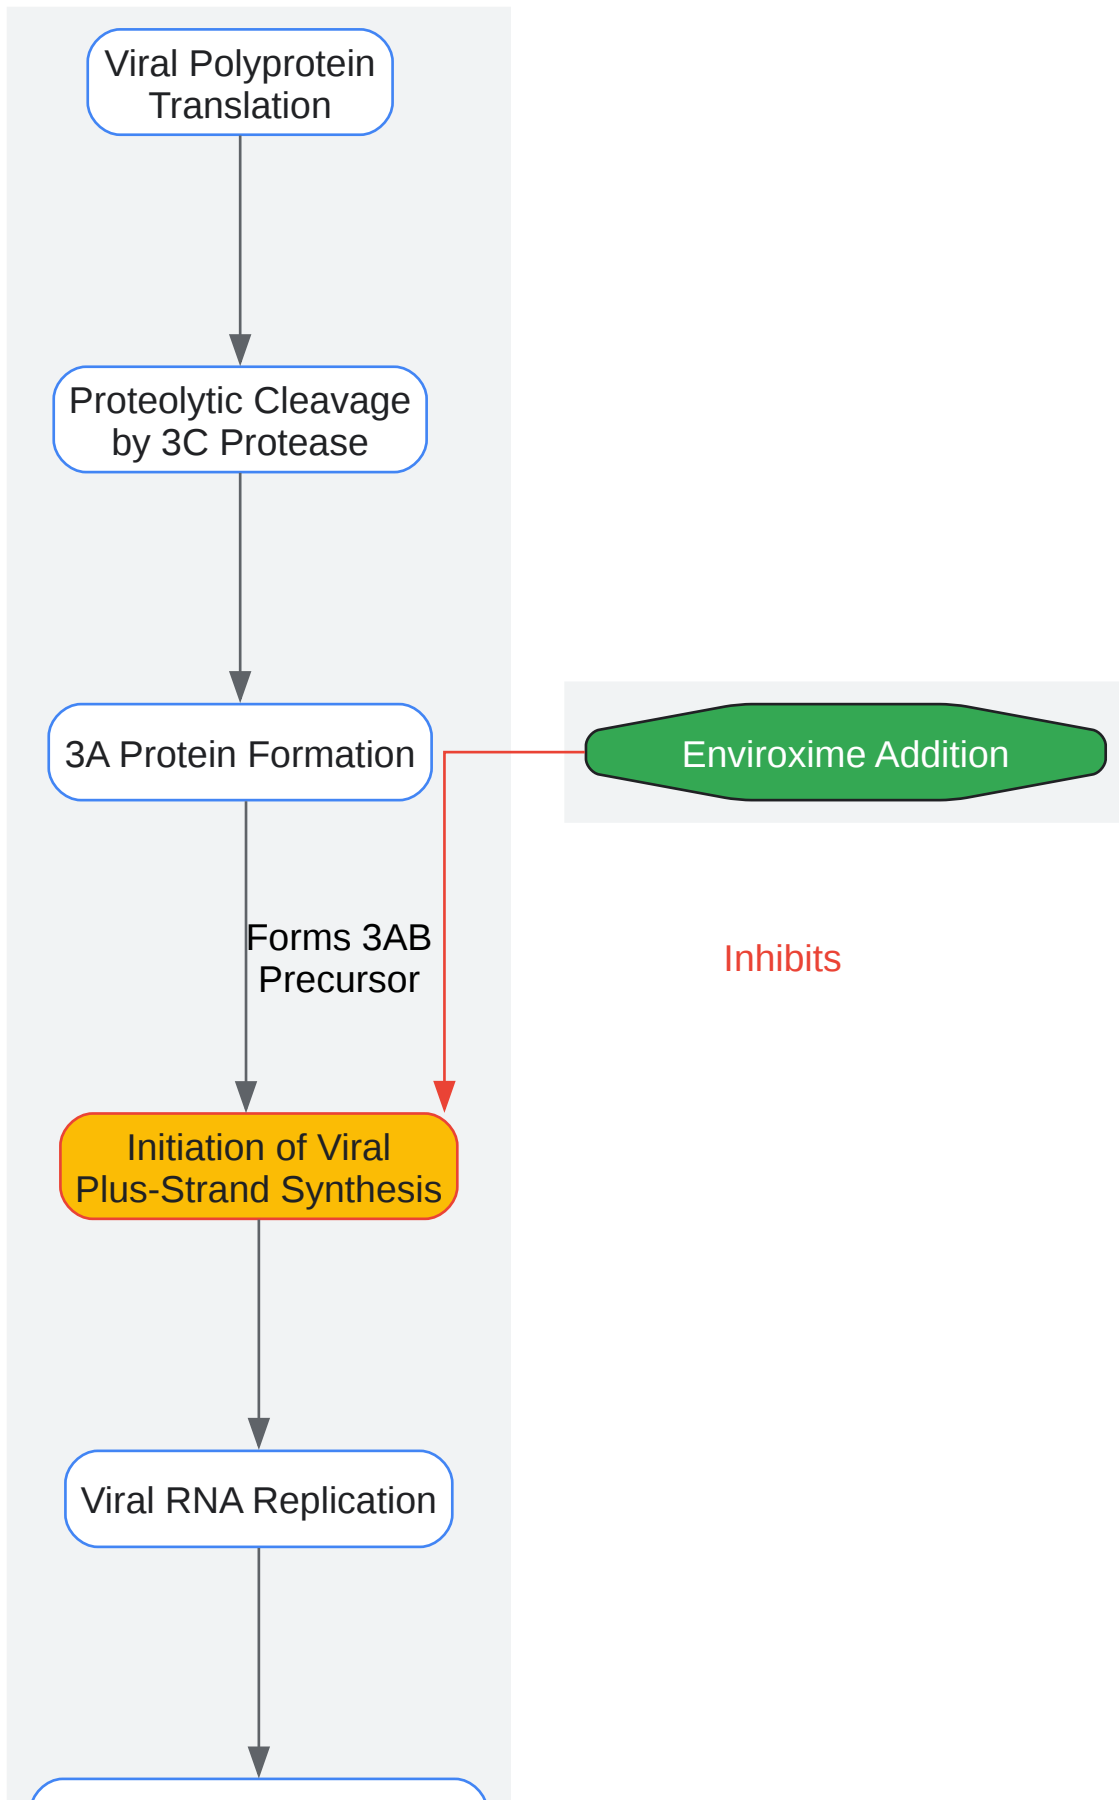 Viral Polyprotein
Translation
Proteolytic Cleavage
by 3C Protease
3A Protein Formation
Enviroxime Addition
Forms 3AB
Precursor
Inhibits
Initiation of Viral
Plus-Strand Synthesis
Viral RNA Replication